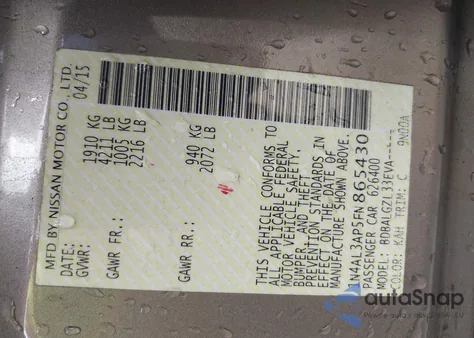 MFD BY NISSAN MOTOR CO., LTD.
DATE: 04/15
GVWR: 1910 KG
4211 LB
GAWR FR.: 1005 KG
2216 LB
GAWR RR.: 940 KG
2072 LB
THIS VEHICLE CONFORMS TO
ALL APPLICABLE FEDERAL
MOTOR VEHICLE SAFETY,
BUMPER, AND THEFT
PREVENTION STANDARDS IN
EFFECT ON THE DATE OF
MANUFACTURE SHOWN ABOVE.
1N4AL3AP5FN865430
PASSENGER CAR 626400
MODEL: BDBALGZL33EVA-----
COLOR: KAH TRIM: C 9N00A
autoSnap